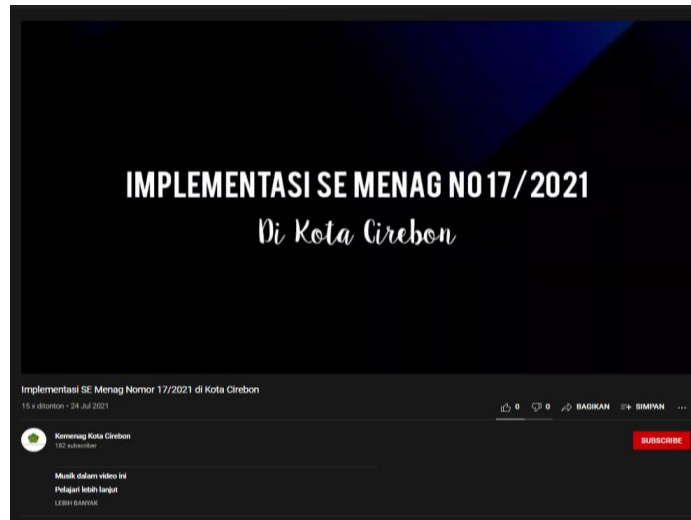 IMPLEMENTASI SE MENAG NO 17/2021
Di Kota Cirebon
Implementasi SE Menag Nomor 17/2021 di Kota Cirebon
15 x ditonton • 24 Jul 2021
0 0 BAGIKAN SIMPAN ...
Kemenag Kota Cirebon
182 subscriber
SUBSCRIBE
Musik dalam video ini
Pelajari lebih lanjut
LEBIH BANYAK